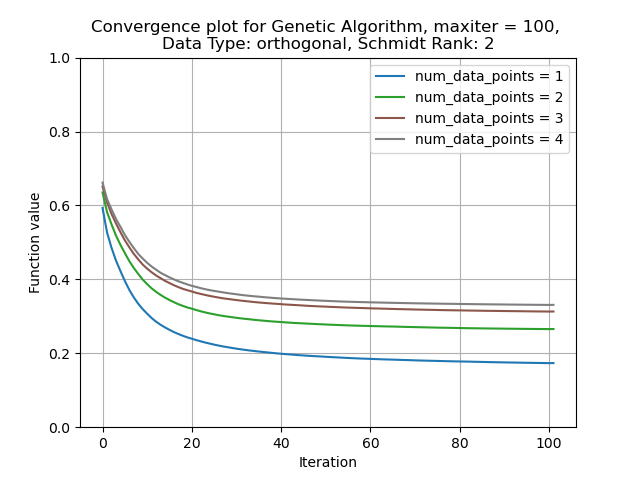 Convergence plot for Genetic Algorithm, maxiter = 100,
Data Type: orthogonal, Schmidt Rank: 2
num_data_points = 1
num_data_points = 2
num_data_points = 3
num_data_points = 4
Function value
1.0
0.8
0.6
0.4
0.2
0.0
0 20 40 60 80 100
Iteration